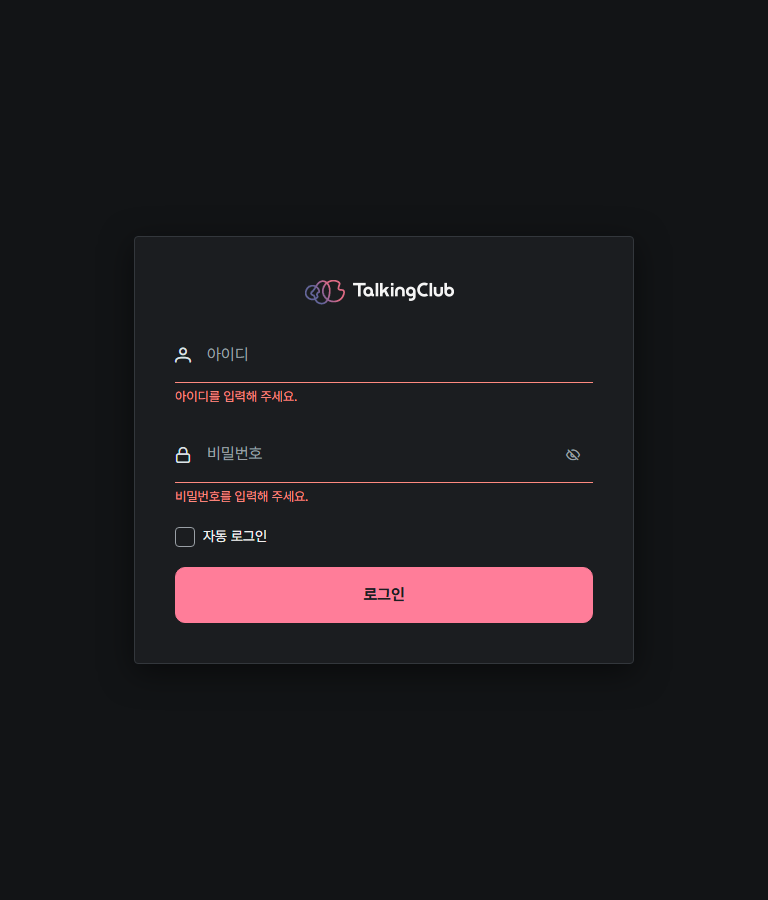 TalkingClub
아이디
아이디를 입력해 주세요.
비밀번호
비밀번호를 입력해 주세요.
자동 로그인
로그인